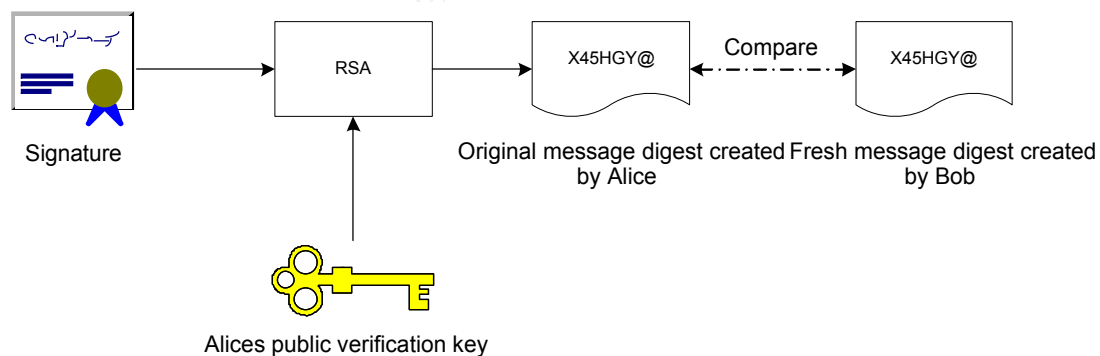 RSA
X45HGY@
Compare
X45HGY@
Signature
Original message digest created
by Alice
Fresh message digest created
by Bob
Alices public verification key